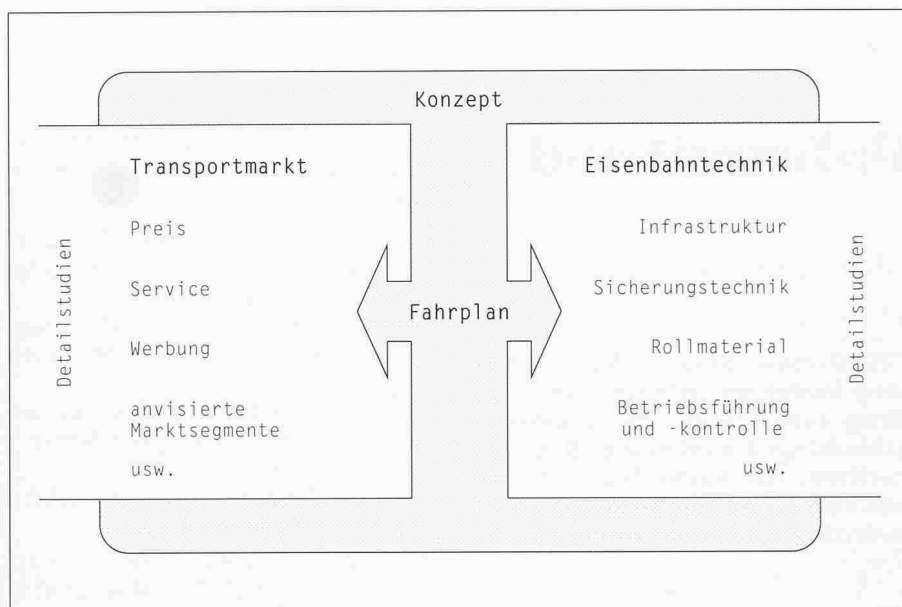 Konzept
Transportmarkt
Preis
Service
Werbung
anvisierte
Marktsegmente
usw.
Detailstudien
Fahrplan
Eisenbahntechnik
Infrastruktur
Sicherungstechnik
Rollmaterial
Betriebsführung
und -kontrolle
usw.
Detailstudien